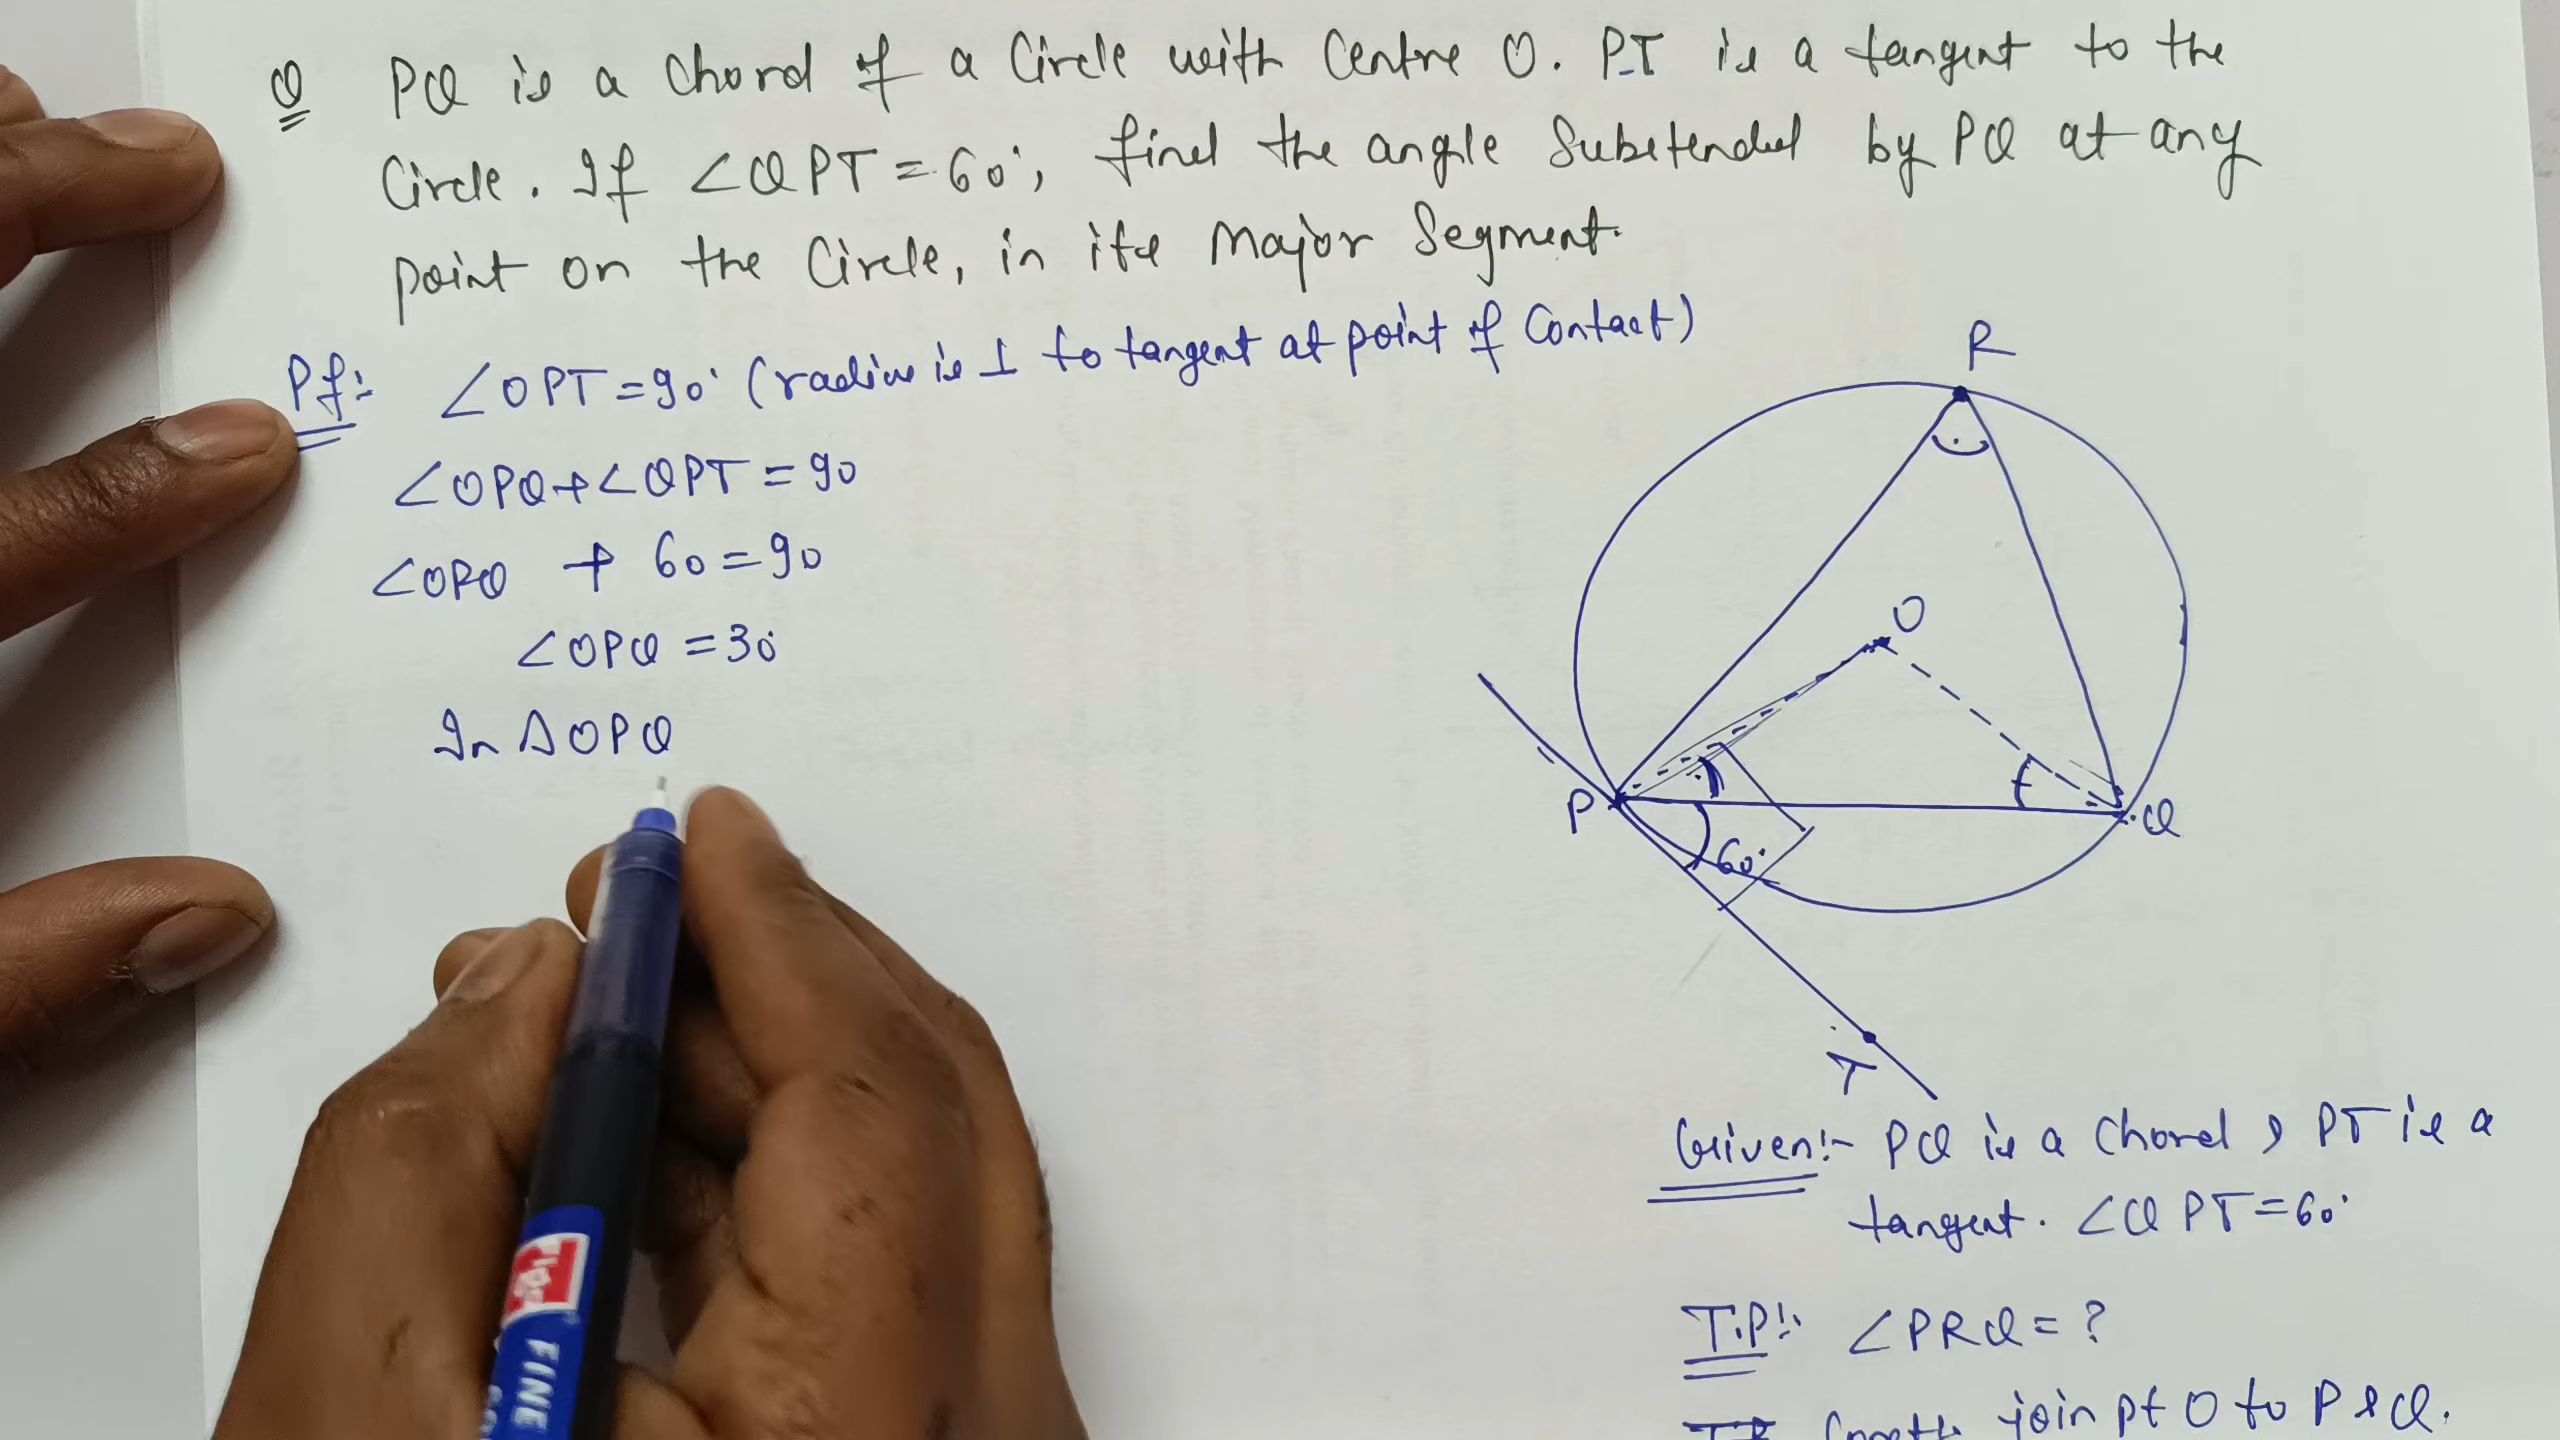 Q PQ is a chord of a Circle with Centre O. PT is a tangent to the
Circle. If ∠QPT = 60°, find the angle Subetended by PQ at any
point on the Circle, in its Major Segment.
Pf:- ∠OPT = 90° (radius is ⊥ to tangent at point of Contact)
∠OPQ + ∠QPT = 90
∠OPQ + 60 = 90
∠OPQ = 30°
In △OPQ
R
O
P
Q
60°
T
Given:- PQ is a Chord, PT is a
tangent. ∠QPT = 60°
T.P:- ∠PRQ = ?
join pt O to P & Q.
FINE